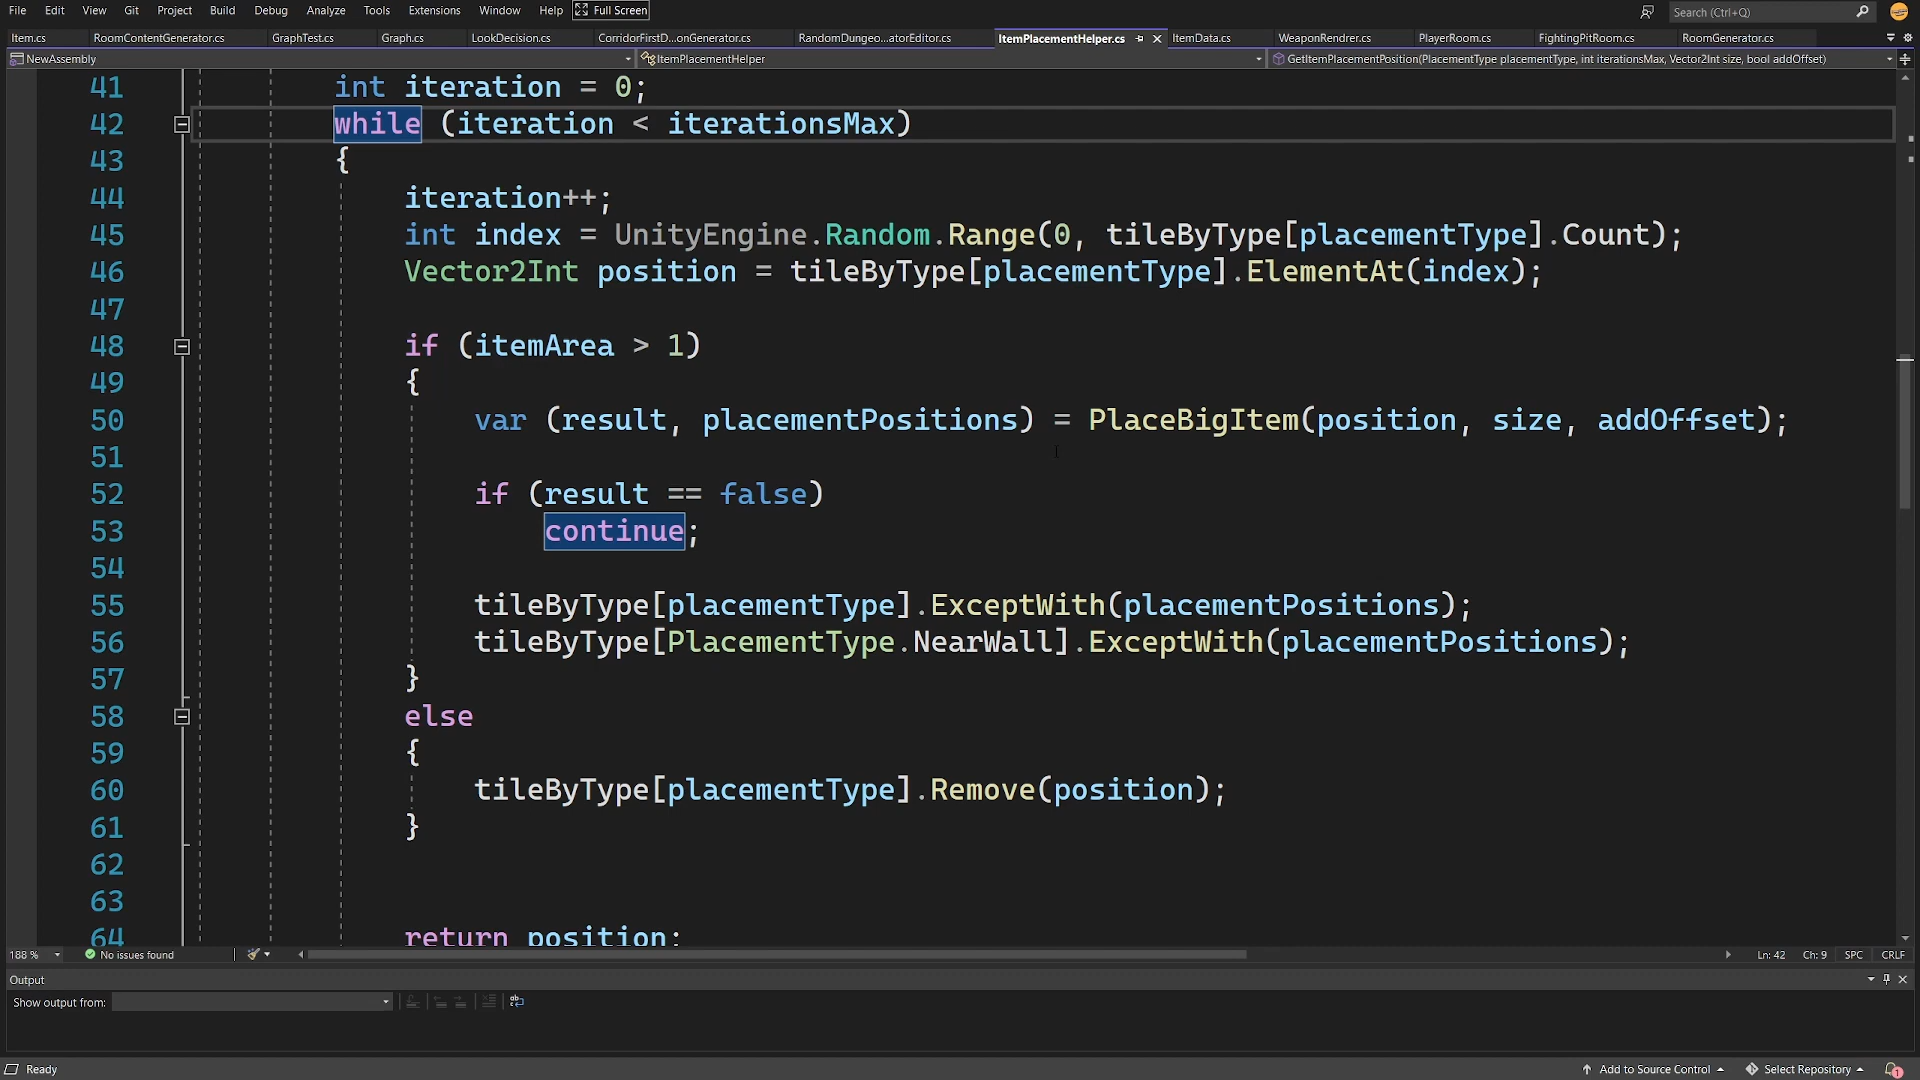 File Edit View Git Project Build Debug Analyze Tools Extensions Window Help Full Screen Search (Ctrl+Q)
Item.cs RoomContentGenerator.cs GraphTest.cs Graph.cs LookDecision.cs CorridorFirstD...onGenerator.cs RandomDungeo...atorEditor.cs ItemPlacementHelper.cs ItemData.cs WeaponRendrer.cs PlayerRoom.cs FightingPitRoom.cs RoomGenerator.cs
NewAssembly ItemPlacementHelper GetItemPlacementPosition(PlacementType placementType, int iterationsMax, Vector2Int size, bool addOffset)
41 int iteration = 0;
42 while (iteration < iterationsMax)
43 {
44 iteration++;
45 int index = UnityEngine.Random.Range(0, tileByType[placementType].Count);
46 Vector2Int position = tileByType[placementType].ElementAt(index);
47
48 if (itemArea > 1)
49 {
50 var (result, placementPositions) = PlaceBigItem(position, size, addOffset);
51
52 if (result == false)
53 continue;
54
55 tileByType[placementType].ExceptWith(placementPositions);
56 tileByType[PlacementType.NearWall].ExceptWith(placementPositions);
57 }
58 else
59 {
60 tileByType[placementType].Remove(position);
61 }
62
63
64 return position;
188 % No issues found Ln: 42 Ch: 9 SPC CRLF
Output
Show output from:
Ready Add to Source Control Select Repository 1